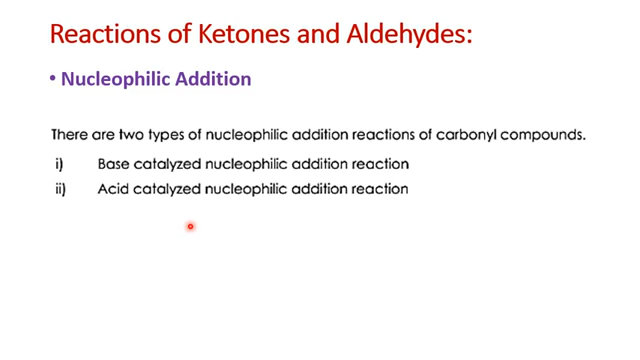 Reactions of Ketones and Aldehydes:
• Nucleophilic Addition
There are two types of nucleophilic addition reactions of carbonyl compounds.
i) Base catalyzed nucleophilic addition reaction
ii) Acid catalyzed nucleophilic addition reaction